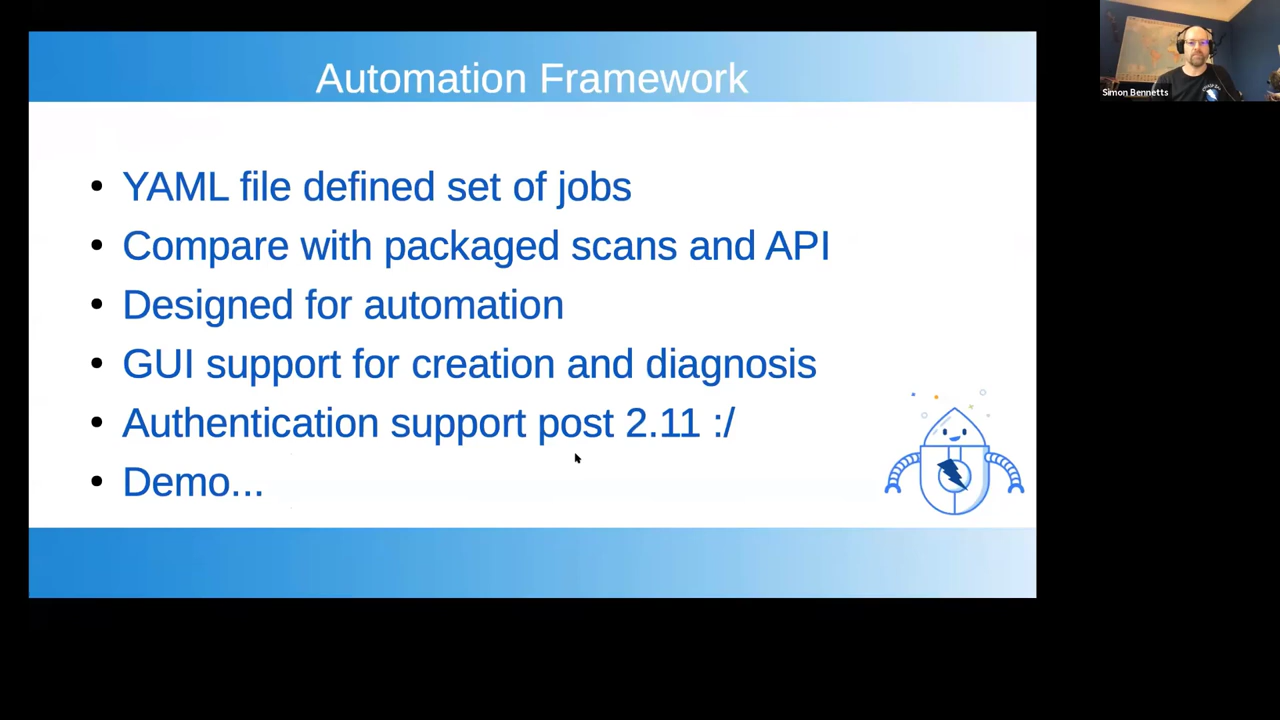 Automation Framework
YAML file defined set of jobs
Compare with packaged scans and API
Designed for automation
GUI support for creation and diagnosis
Authentication support post 2.11 :/
Demo...
Simon Bennetts